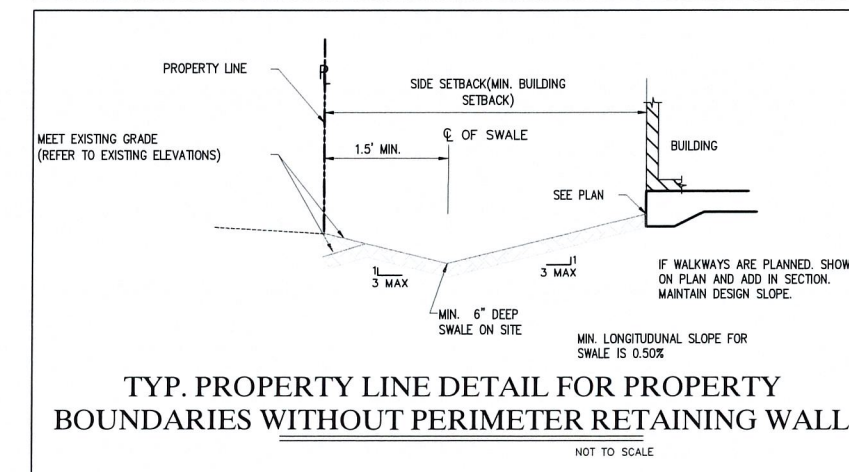 PROPERTY LINE
PL
SIDE SETBACK(MIN. BUILDING
SETBACK)
MEET EXISTING GRADE
(REFER TO EXISTING ELEVATIONS)
1.5' MIN.
℄ OF SWALE
BUILDING
SEE PLAN
1
3 MAX
1
3 MAX
IF WALKWAYS ARE PLANNED. SHOW
ON PLAN AND ADD IN SECTION.
MAINTAIN DESIGN SLOPE.
MIN. 6" DEEP
SWALE ON SITE
MIN. LONGITUDUNAL SLOPE FOR
SWALE IS 0.50%
TYP. PROPERTY LINE DETAIL FOR PROPERTY
BOUNDARIES WITHOUT PERIMETER RETAINING WALL
NOT TO SCALE